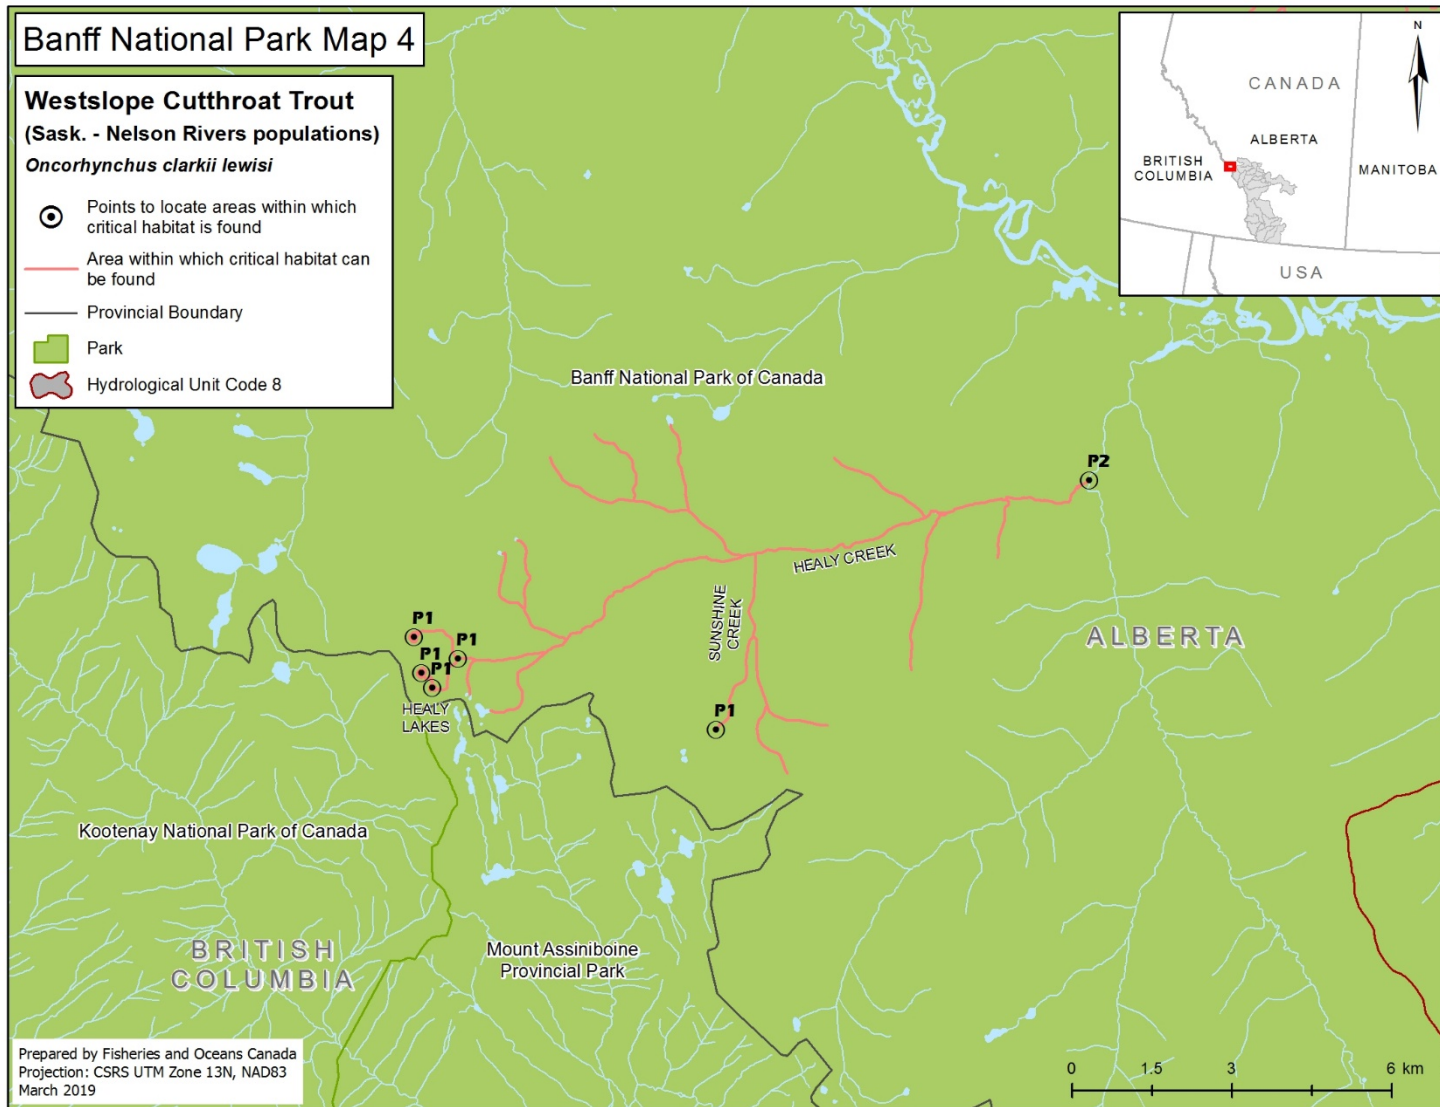 Banff National Park Map 4
Westslope Cutthroat Trout
(Sask. - Nelson Rivers populations)
Oncorhynchus clarkii lewisi
Points to locate areas within which
critical habitat is found
Area within which critical habitat can
be found
Provincial Boundary
Park
Hydrological Unit Code 8
N
CANADA
ALBERTA
BRITISH
COLUMBIA
MANITOBA
USA
Banff National Park of Canada
P2
HEALY CREEK
SUNSHINE
CREEK
P1
P1
P1
P1
P1
HEALY
LAKES
ALBERTA
Kootenay National Park of Canada
BRITISH
COLUMBIA
Mount Assiniboine
Provincial Park
Prepared by Fisheries and Oceans Canada
Projection: CSRS UTM Zone 13N, NAD83
March 2019
0 1.5 3 6 km